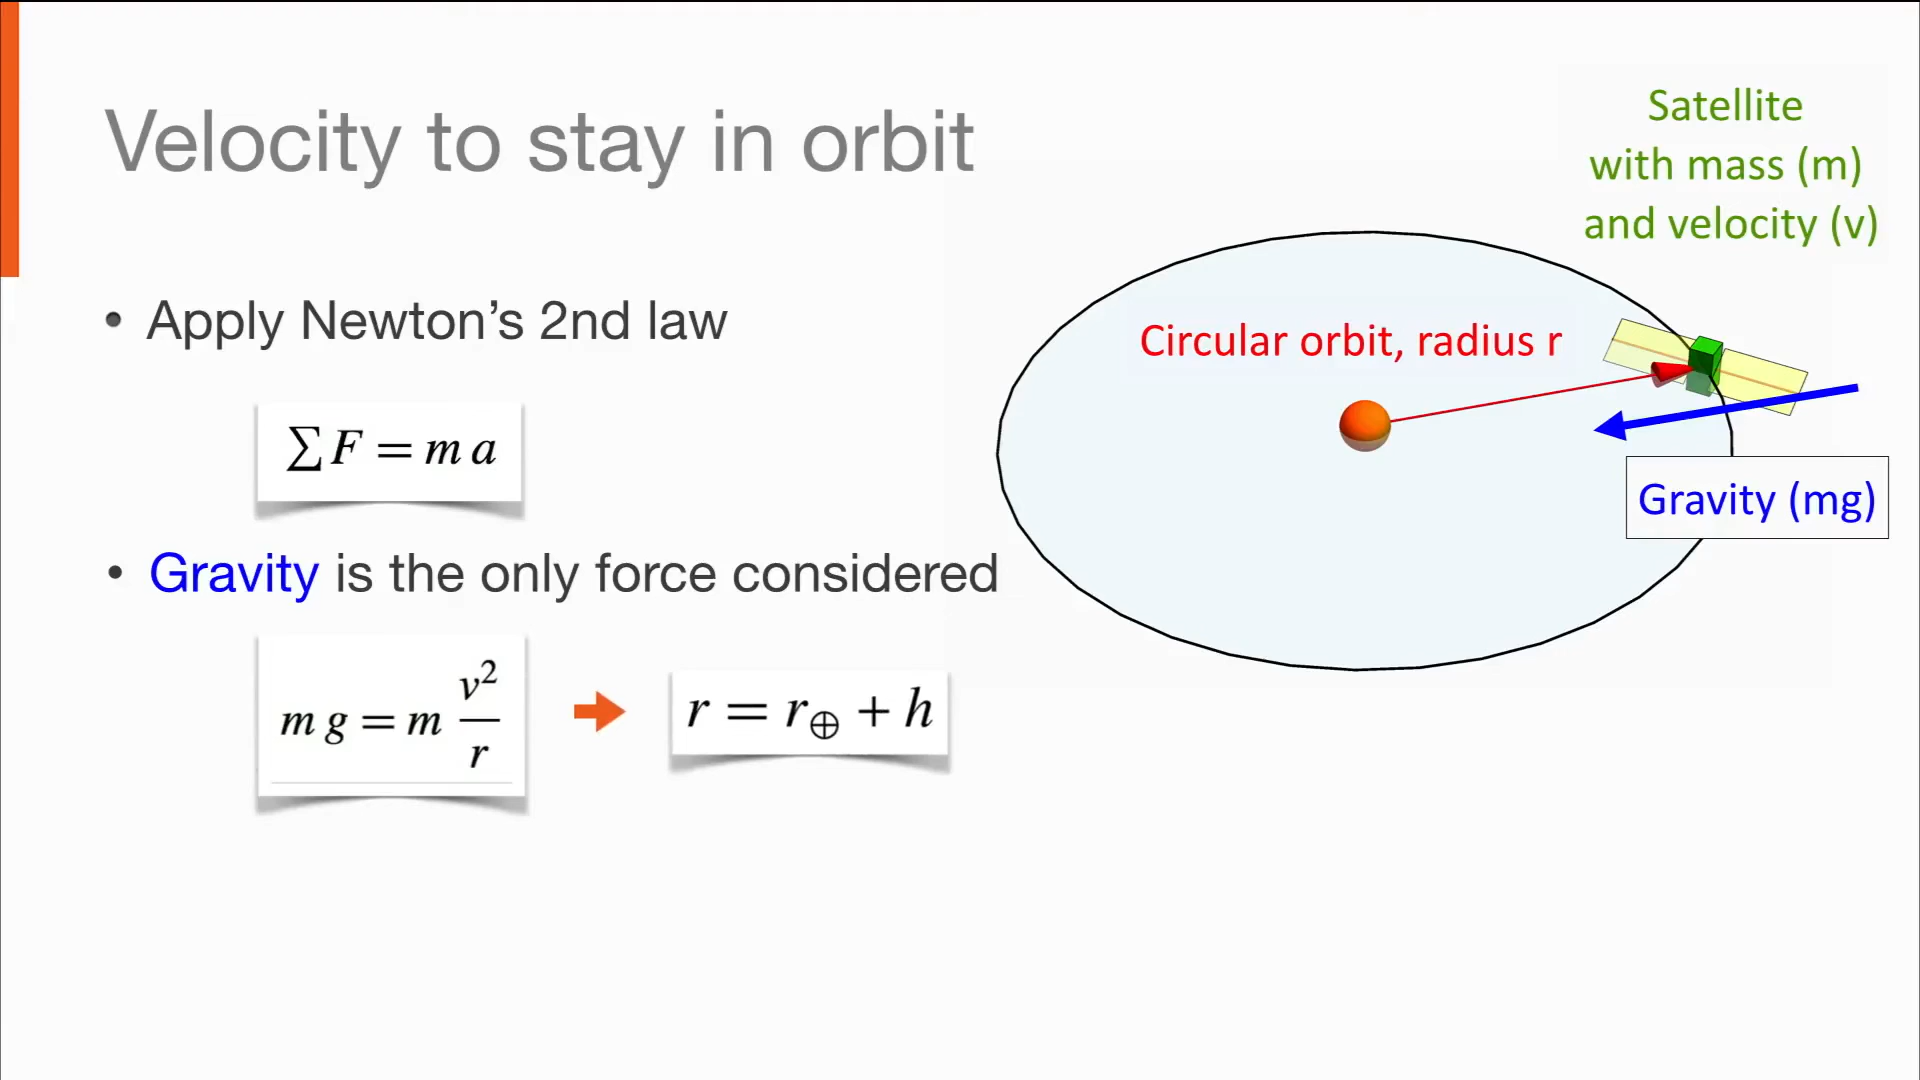 Velocity to stay in orbit
• Apply Newton’s 2nd law
∑F = m a
• Gravity is the only force considered
m g = m v²/r
r = r⊕ + h
Satellite
with mass (m)
and velocity (v)
Circular orbit, radius r
Gravity (mg)